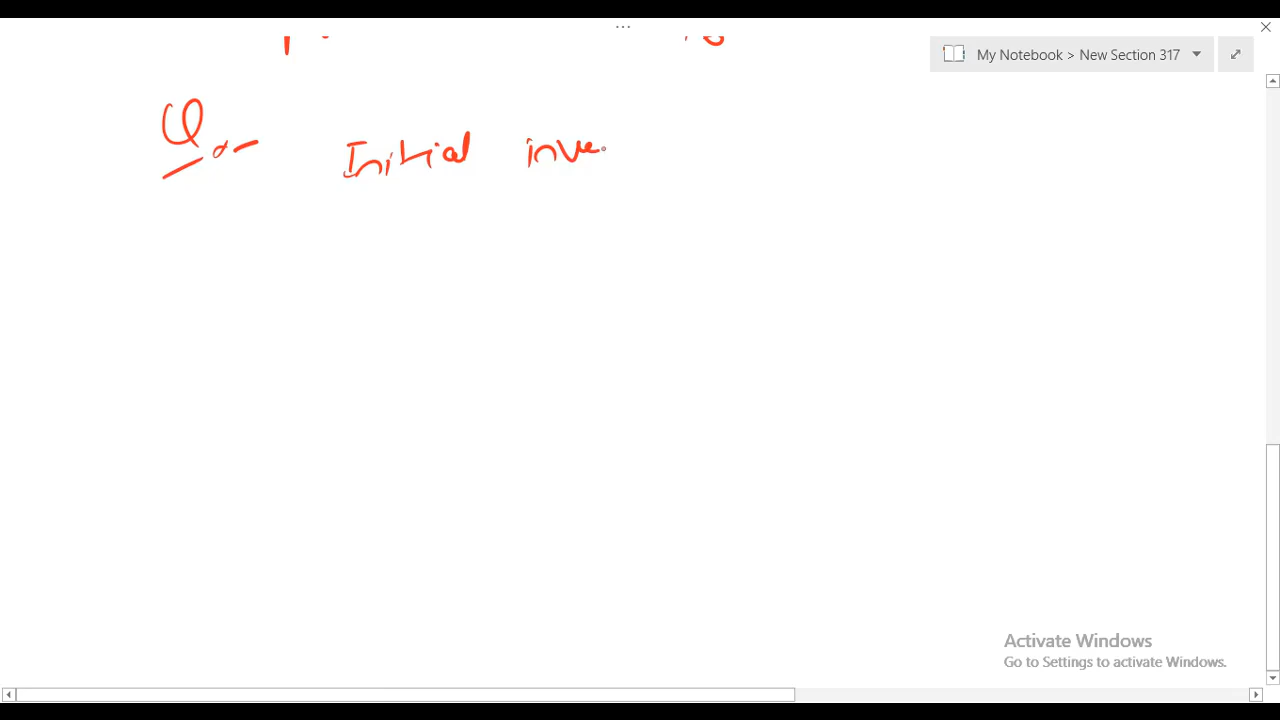 My Notebook > New Section 317
Q
Initial inve
Activate Windows
Go to Settings to activate Windows.